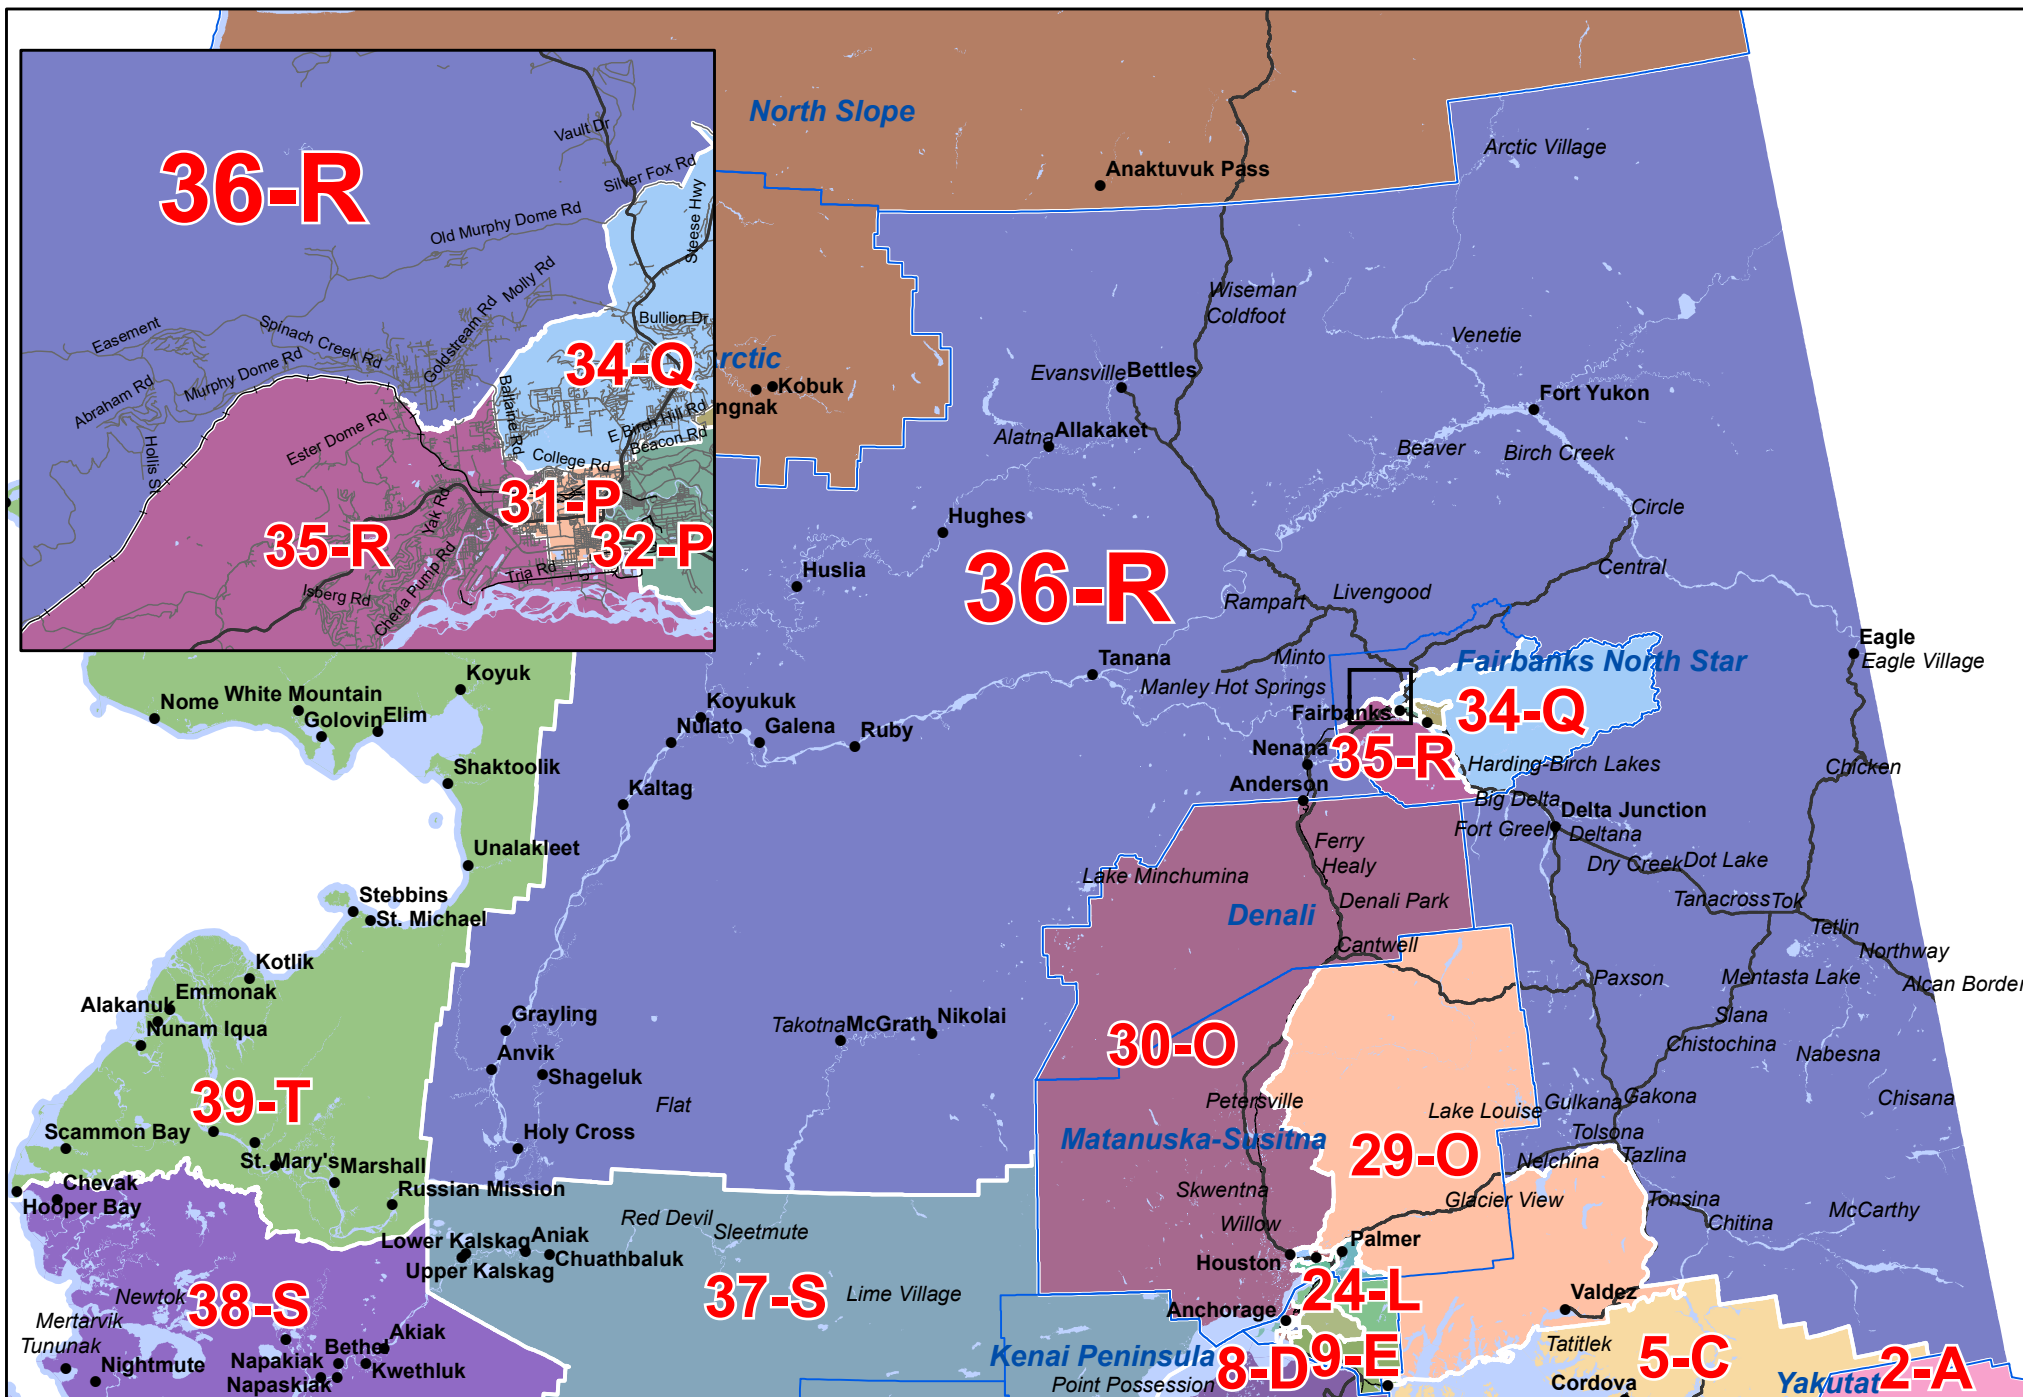 North Slope
Arctic Village
Anaktuvuk Pass
Vault Dr
Silver Fox Rd
36-R
Steese Hwy
Old Murphy Dome Rd
Molly Rd
Goldstream Rd
Bullion Dr
Easement
Spinach Creek Rd
Murphy Dome Rd
Abraham Rd
34-Q
Ballaine Rd
Hollis St
Ester Dome Rd
E Birch Hill Rd
Beacon Rd
College Rd
31-P
Yak Rd
35-R
32-P
Tria Rd
Isberg Rd
Chena Pump Rd
rctic
Kobuk
ngnak
Wiseman
Coldfoot
Venetie
Evansville
Bettles
Fort Yukon
Alatna
Allakaket
Beaver
Birch Creek
Hughes
Circle
36-R
Huslia
Central
Livengood
Rampart
Minto
Eagle
Eagle Village
Tanana
Fairbanks North Star
Manley Hot Springs
Koyuk
White Mountain
Nome
Golovin
Elim
Koyukuk
Nulato
Galena
Ruby
Fairbanks
34-Q
Nenana
35-R
Harding-Birch Lakes
Chicken
Shaktoolik
Kaltag
Anderson
Big Delta
Delta Junction
Fort Greely
Deltana
Ferry
Healy
Dry Creek
Dot Lake
Unalakleet
Lake Minchumina
Denali Park
Tanacross
Tok
Stebbins
St. Michael
Denali
Tetlin
Cantwell
Northway
Kotlik
Paxson
Mentasta Lake
Alcan Border
Emmonak
Alakanuk
Nunam Iqua
Grayling
Takotna
McGrath
Nikolai
Slana
30-O
Chistochina
Nabesna
Anvik
Shageluk
39-T
Flat
Petersville
Lake Louise
Gulkana
Gakona
Chisana
Scammon Bay
Holy Cross
Matanuska-Susitna
29-O
Tolsona
Nelchina
Tazlina
St. Mary's
Marshall
Chevak
Hooper Bay
Russian Mission
Skwentna
Glacier View
Tonsina
McCarthy
Red Devil
Sleetmute
Willow
Chitina
Lower Kalskag
Aniak
Upper Kalskag
Chuathbaluk
Houston
Palmer
Newtok
38-S
37-S
Lime Village
24-L
Valdez
Mertarvik
Anchorage
Tununak
Akiak
Bethel
Napakiak
Kwethluk
Nightmute
Napaskiak
Kenai Peninsula
8-D
9-E
Tatitlek
5-C
Point Possession
Cordova
Yakutat
2-A